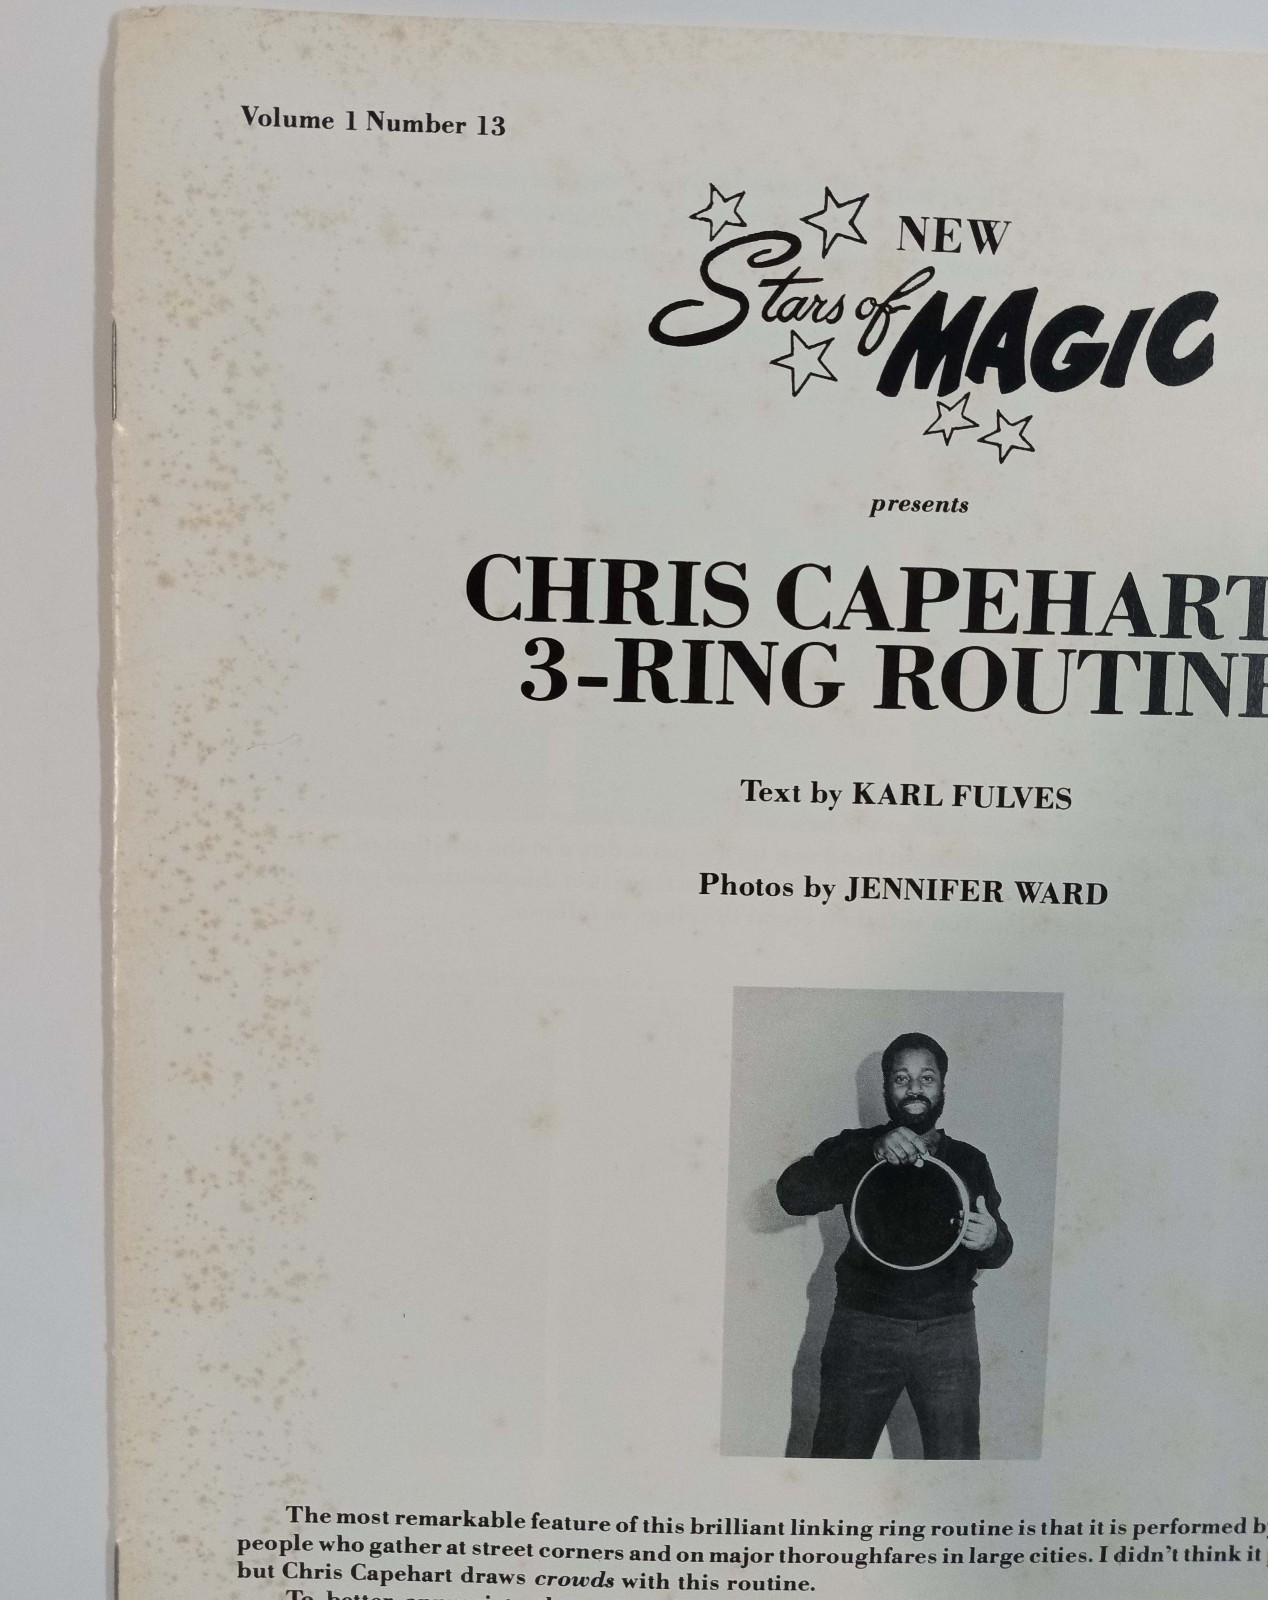 Volume 1 Number 13
NEW
Stars of MAGIC
presents
CHRIS CAPEHART
3-RING ROUTINE
Text by KARL FULVES
Photos by JENNIFER WARD
The most remarkable feature of this brilliant linking ring routine is that it is performed
people who gather at street corners and on major thoroughfares in large cities. I didn't think it
but Chris Capehart draws crowds with this routine.
To better